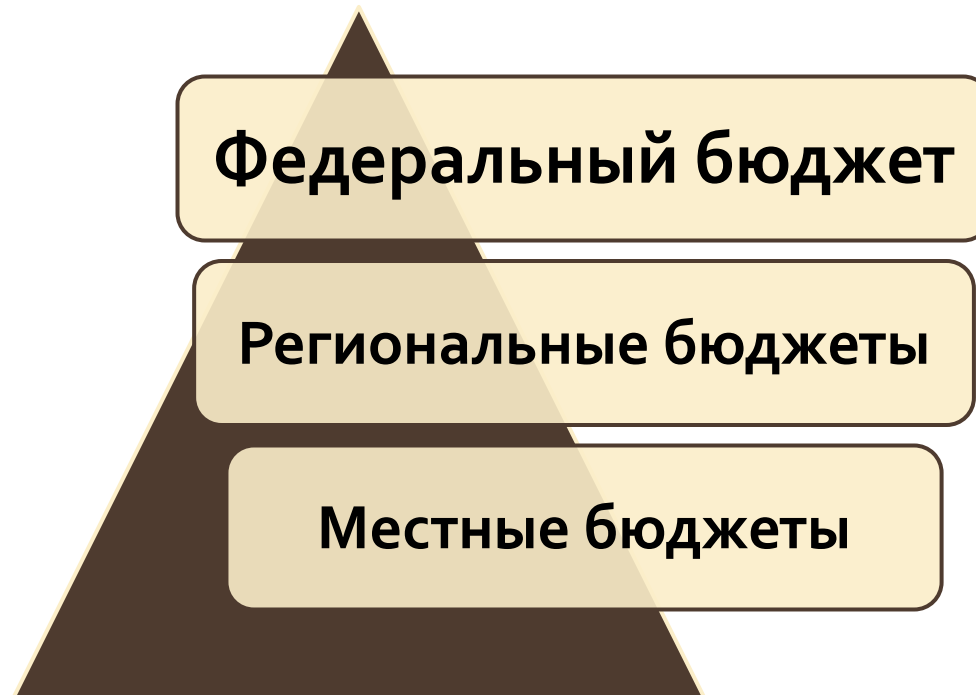 Федеральный бюджет
Региональные бюджеты
Местные бюджеты